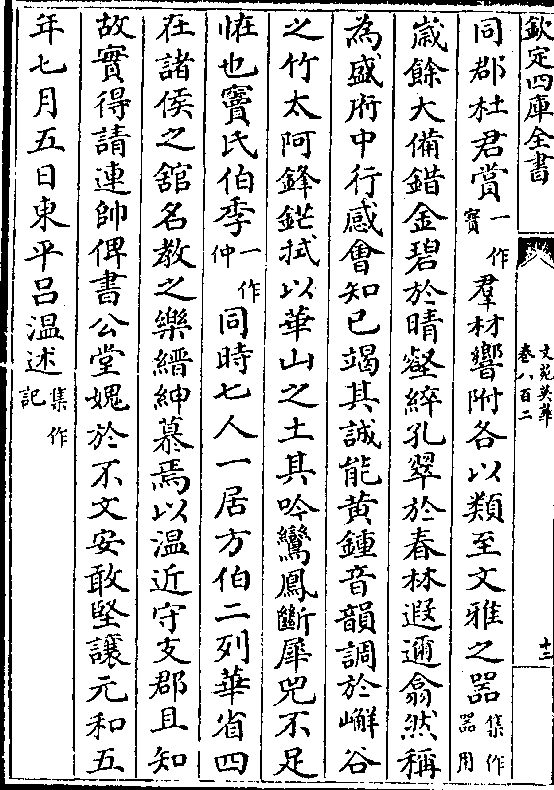 欽定四庫全書
文苑英華
卷八百二
十二
同郡杜君賞一作實羣材響附各以類至文雅之器集作器用
歲餘大備錯金碧於晴壑綷孔翠於春林遐邇翕然稱
為盛府中行感會知已竭其誠能黄鍾音韻調於嶰谷
之竹太阿鋒鋩拭以華山之土其吟鸞鳳斷犀兕不足
恠也竇氏伯季一作仲同時七人一居方伯二列華省四
在諸侯之舘名教之樂縉紳慕焉以温近守支郡且知
故實得請連帥俾書公堂媿於不文安敢堅讓元和五
年七月五日東平吕温述集作記